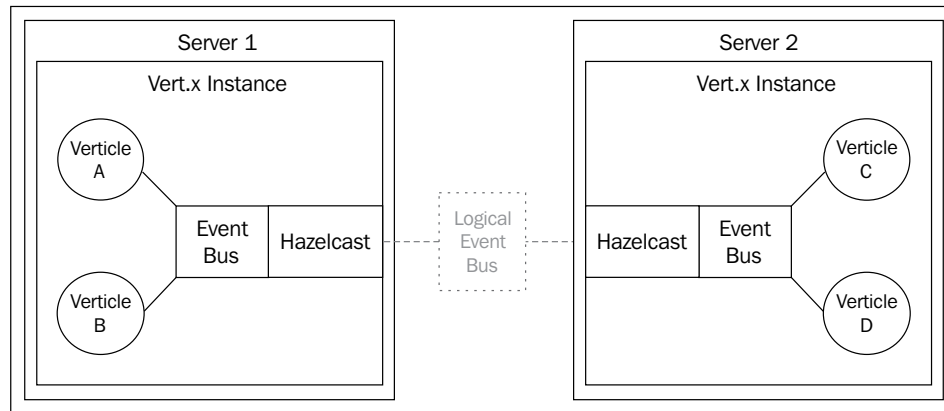 Server 1
Vert.x Instance
Verticle
A
Verticle
B
Event
Bus
Hazelcast
Logical
Event
Bus
Server 2
Vert.x Instance
Hazelcast
Event
Bus
Verticle
C
Verticle
D